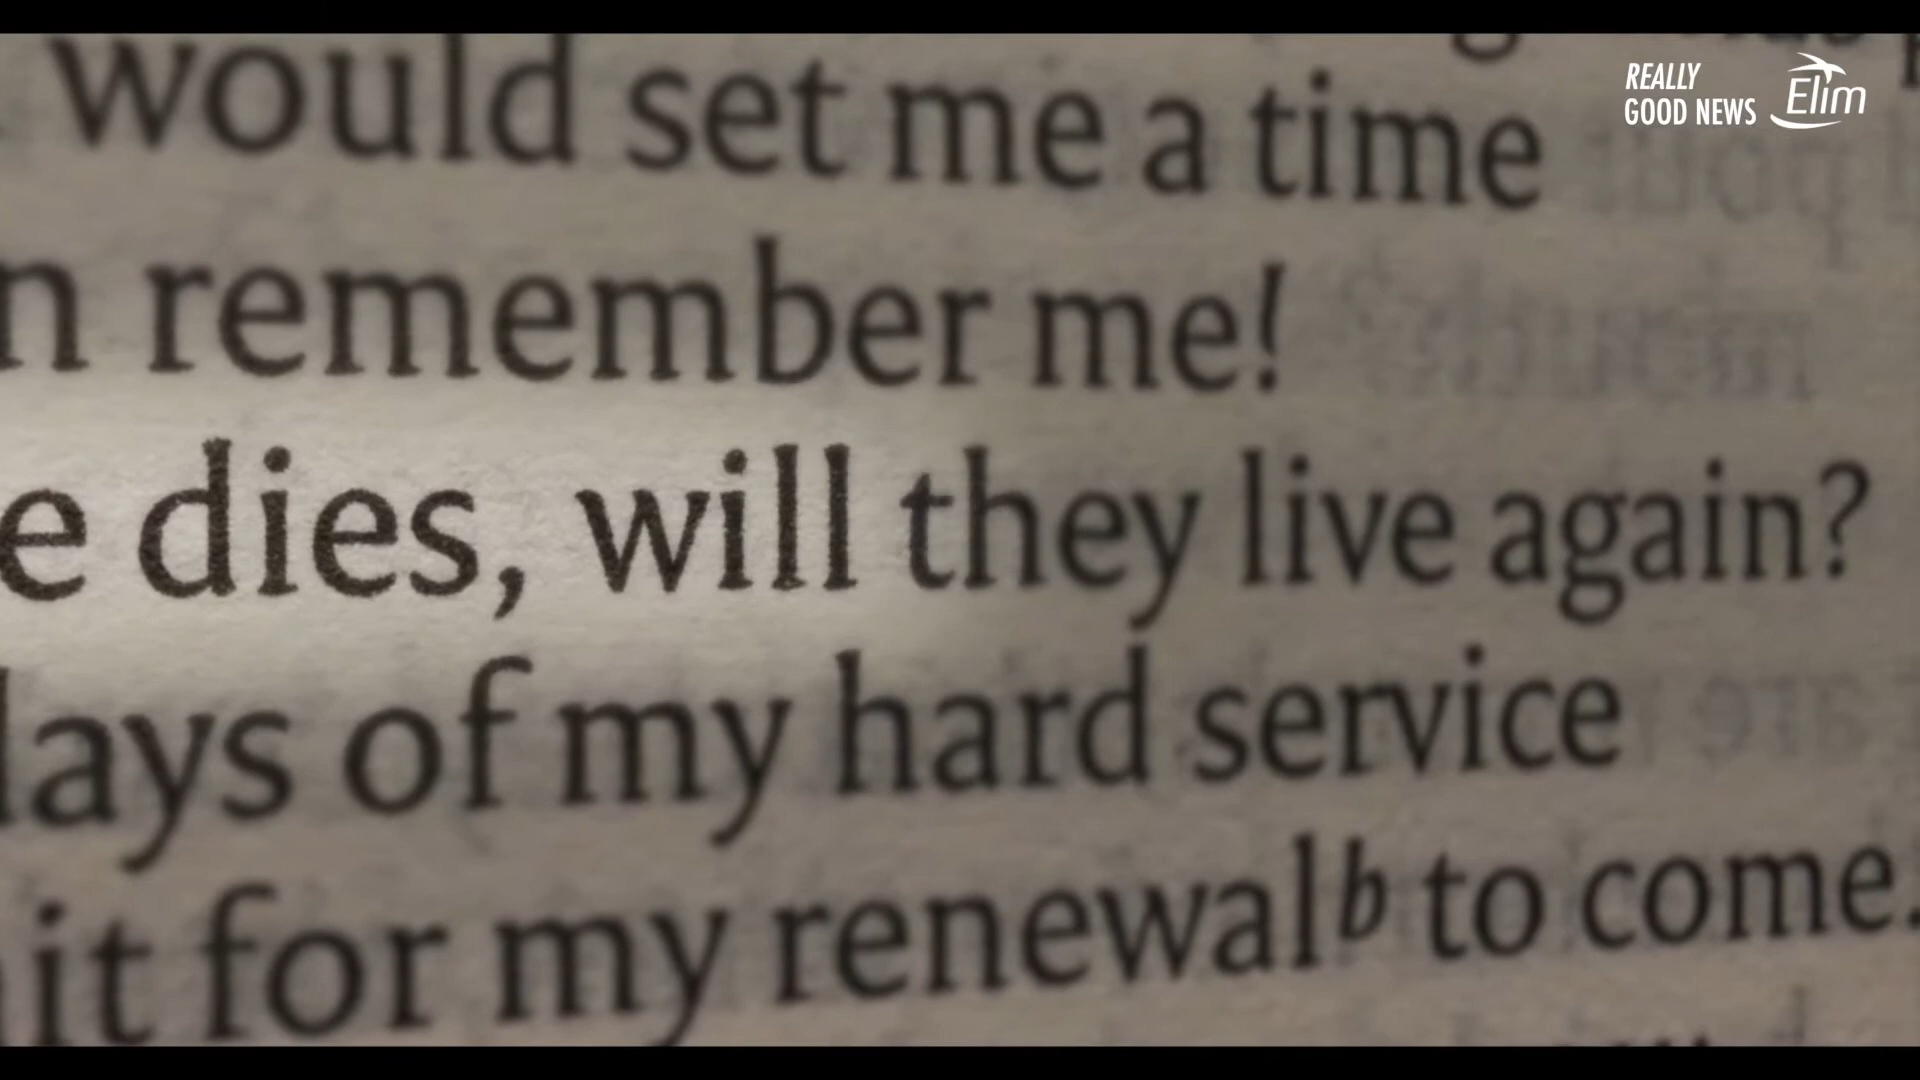 would set me a time
n remember me!
e dies, will they live again?
lays of my hard service
it for my renewalb to come.
REALLY
GOOD NEWS
Elim